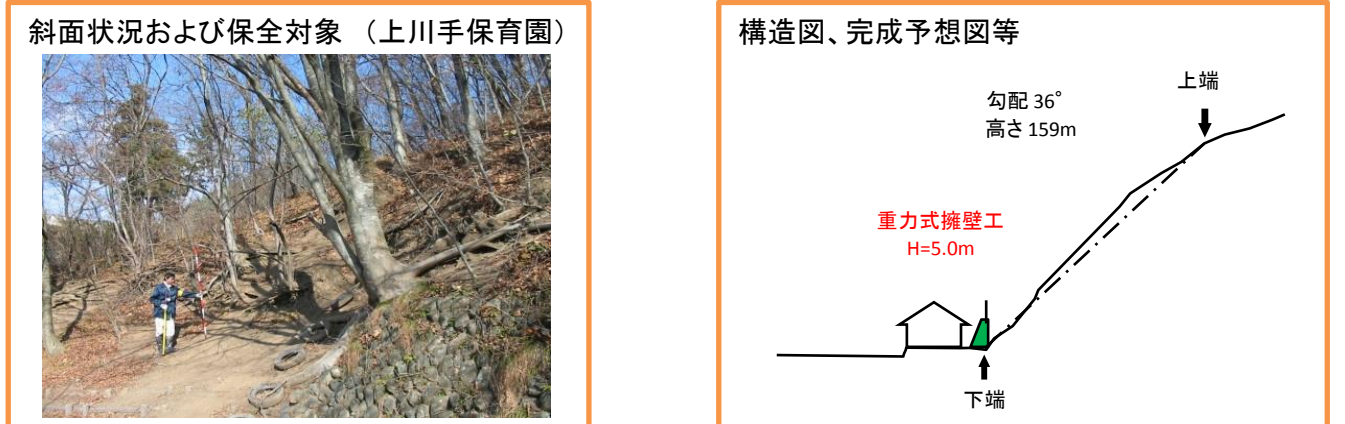 斜面状況および保全対象 （上川手保育園）
構造図、完成予想図等
上端
勾配 36°
高さ 159m
重力式擁壁工
H=5.0m
下端